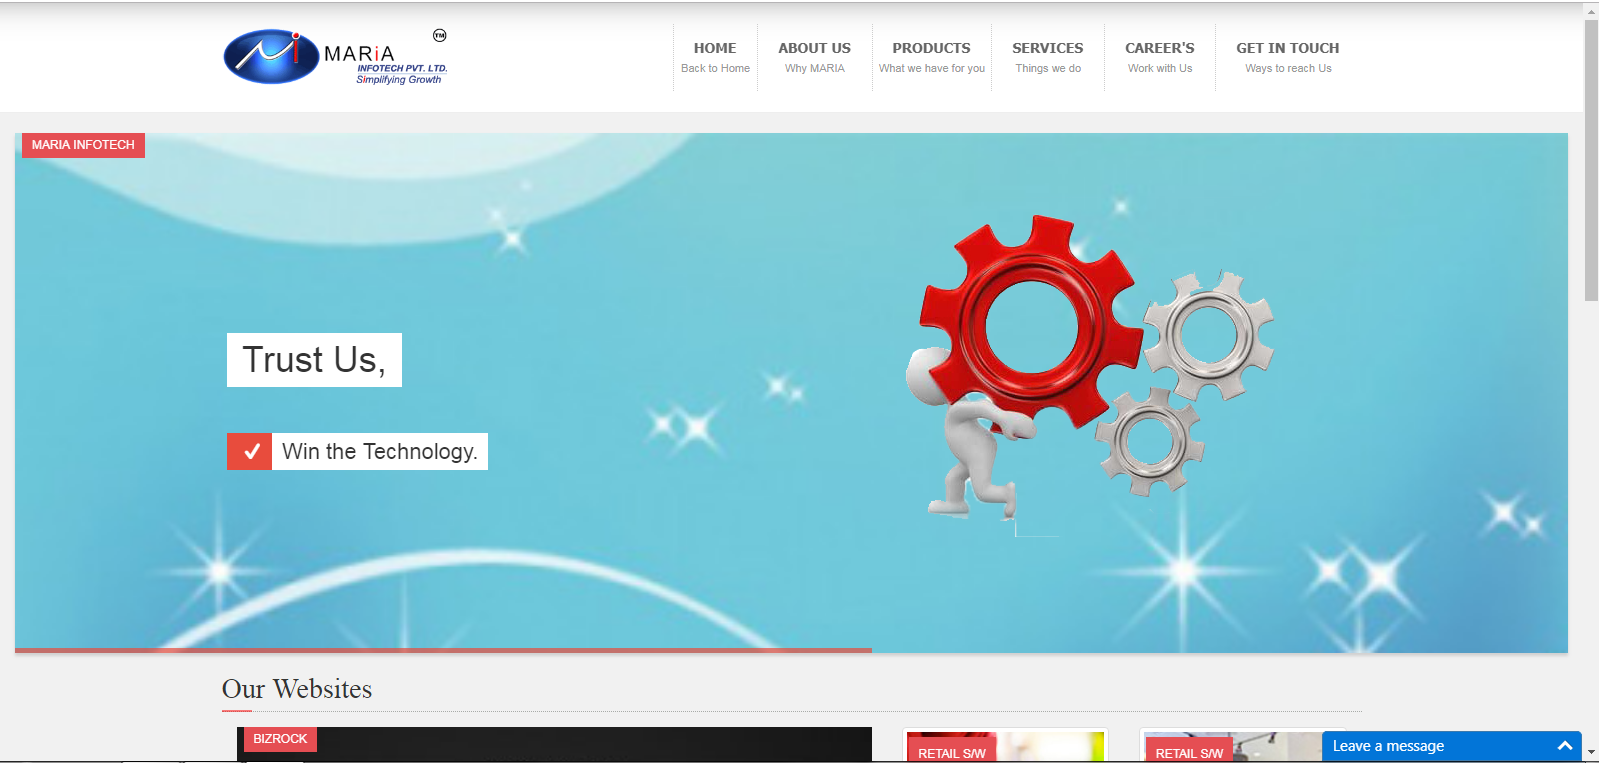 MARiA
TM
INFOTECH PVT. LTD.
Simplifying Growth
HOME
Back to Home
ABOUT US
Why MARIA
PRODUCTS
What we have for you
SERVICES
Things we do
CAREER'S
Work with Us
GET IN TOUCH
Ways to reach Us
MARIA INFOTECH
Trust Us,
Win the Technology.
Our Websites
BIZROCK
RETAIL S/W
RETAIL S/W
Leave a message